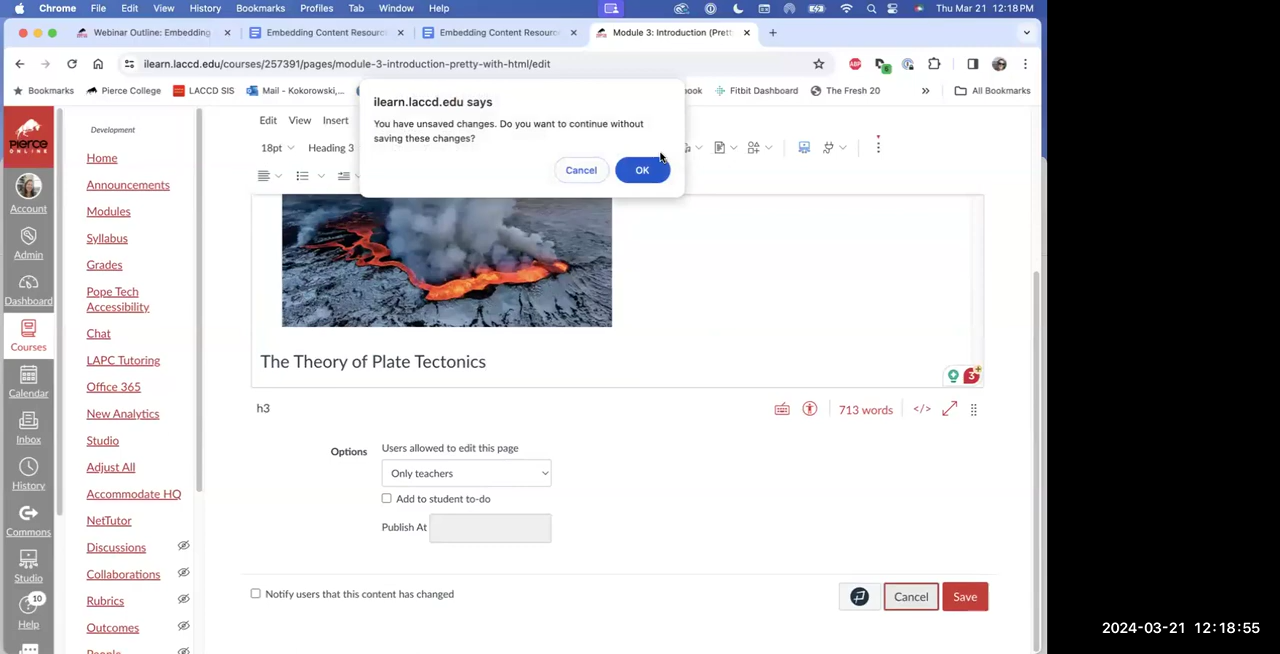 Chrome File Edit View History Bookmarks Profiles Tab Window Help Thu Mar 21 12:18 PM
Webinar Outline: Embedding Embedding Content Resourc Embedding Content Resourc Module 3: Introduction (Prett
ilearn.laccd.edu/courses/257391/pages/module-3-introduction-pretty-with-html/edit
Bookmarks Pierce College LACCD SIS Mail - Kokorowski,... book Fitbit Dashboard The Fresh 20 » All Bookmarks
ilearn.laccd.edu says
You have unsaved changes. Do you want to continue without
saving these changes?
Cancel OK
PIERCE
ONLINE
Account
Admin
Dashboard
Courses
Calendar
Inbox
History
Commons
Studio
10
Help
Development
Home
Announcements
Modules
Syllabus
Grades
Pope Tech
Accessibility
Chat
LAPC Tutoring
Office 365
New Analytics
Studio
Adjust All
Accommodate HQ
NetTutor
Discussions
Collaborations
Rubrics
Outcomes
People
Edit View Insert
18pt Heading 3
The Theory of Plate Tectonics
3
h3 713 words </>
Options Users allowed to edit this page
Only teachers
Add to student to-do
Publish At
Notify users that this content has changed Cancel Save
2024-03-21 12:18:55